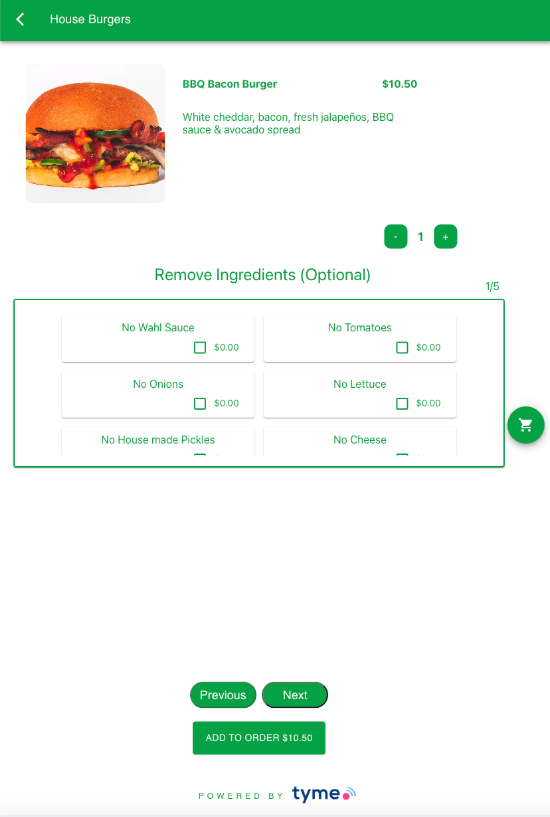 House Burgers
BBQ Bacon Burger $10.50
White cheddar, bacon, fresh jalapeños, BBQ
sauce & avocado spread
- 1 +
Remove Ingredients (Optional)
1/5
No Wahl Sauce
$0.00
No Tomatoes
$0.00
No Onions
$0.00
No Lettuce
$0.00
No House made Pickles
No Cheese
Previous
Next
ADD TO ORDER $10.50
POWERED BY tyme